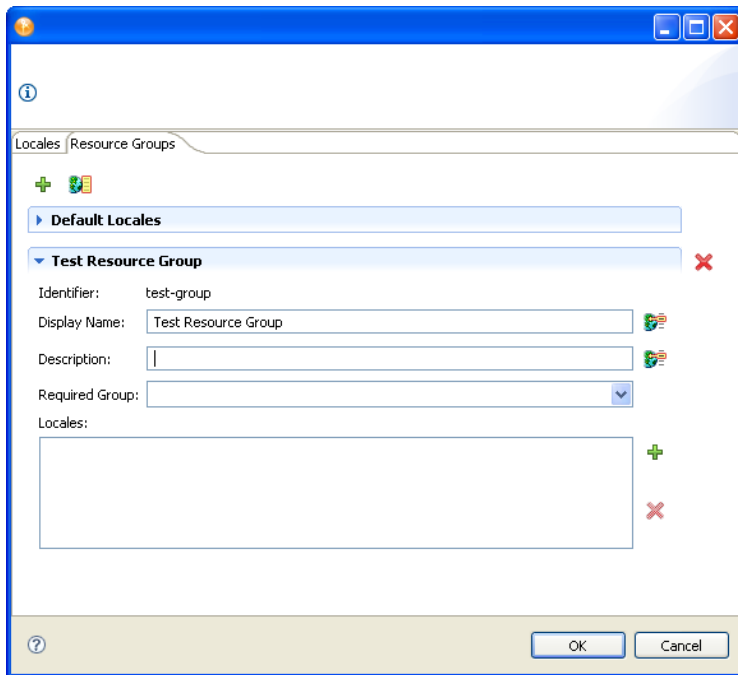 Locales Resource Groups
Default Locales
Test Resource Group
Identifier: test-group
Display Name: Test Resource Group
Description:
Required Group:
Locales:
OK Cancel